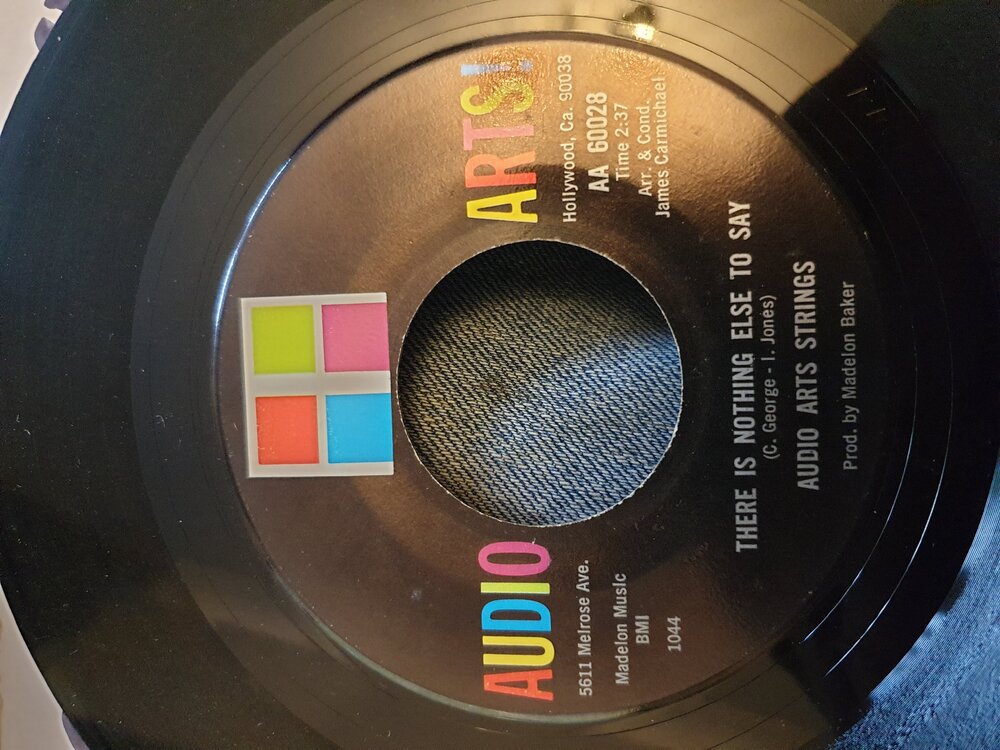 AUDIO ARTS!
5611 Melrose Ave.
Madelon Music
BMI
1044
Hollywood, Ca. 90038
AA 60028
Time 2:37
Arr. & Cond.
James Carmichael
THERE IS NOTHING ELSE TO SAY
(C. George - I. Jones)
AUDIO ARTS STRINGS
Prod. by Madelon Baker